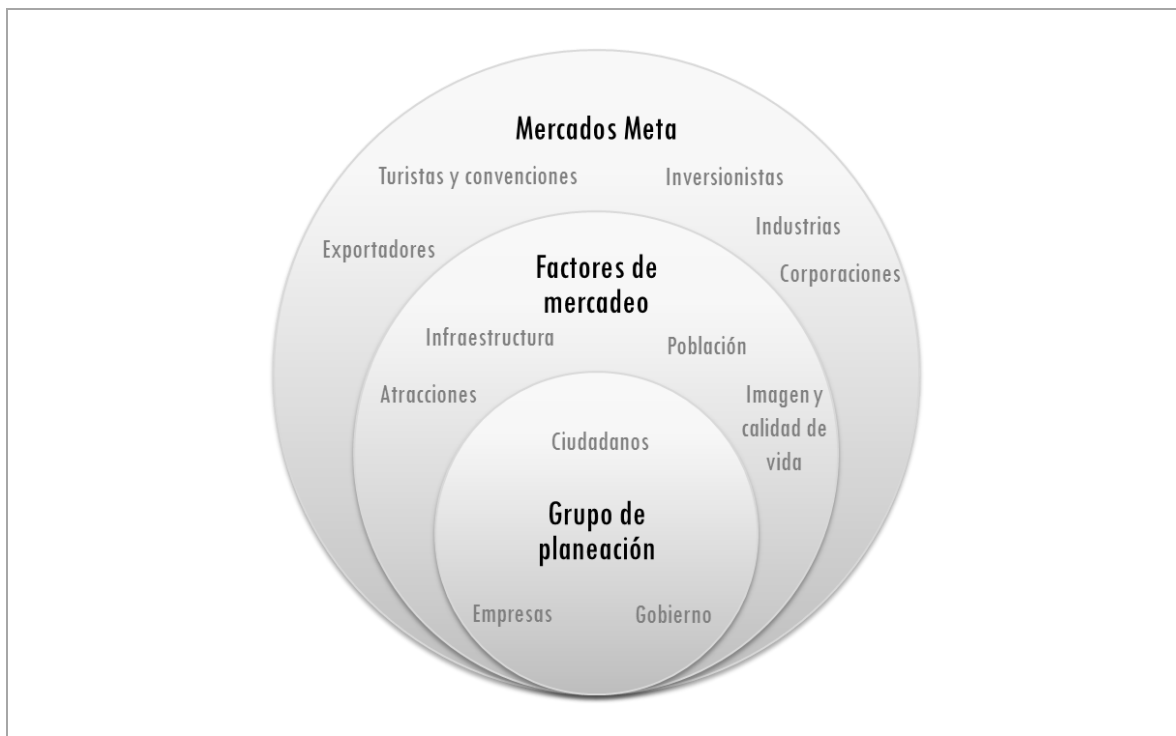 Mercados Meta
Turistas y convenciones
Inversionistas
Industrias
Exportadores
Corporaciones
Factores de
mercadeo
Infraestructura
Población
Atracciones
Imagen y
calidad de
vida
Ciudadanos
Grupo de
planeación
Empresas
Gobierno